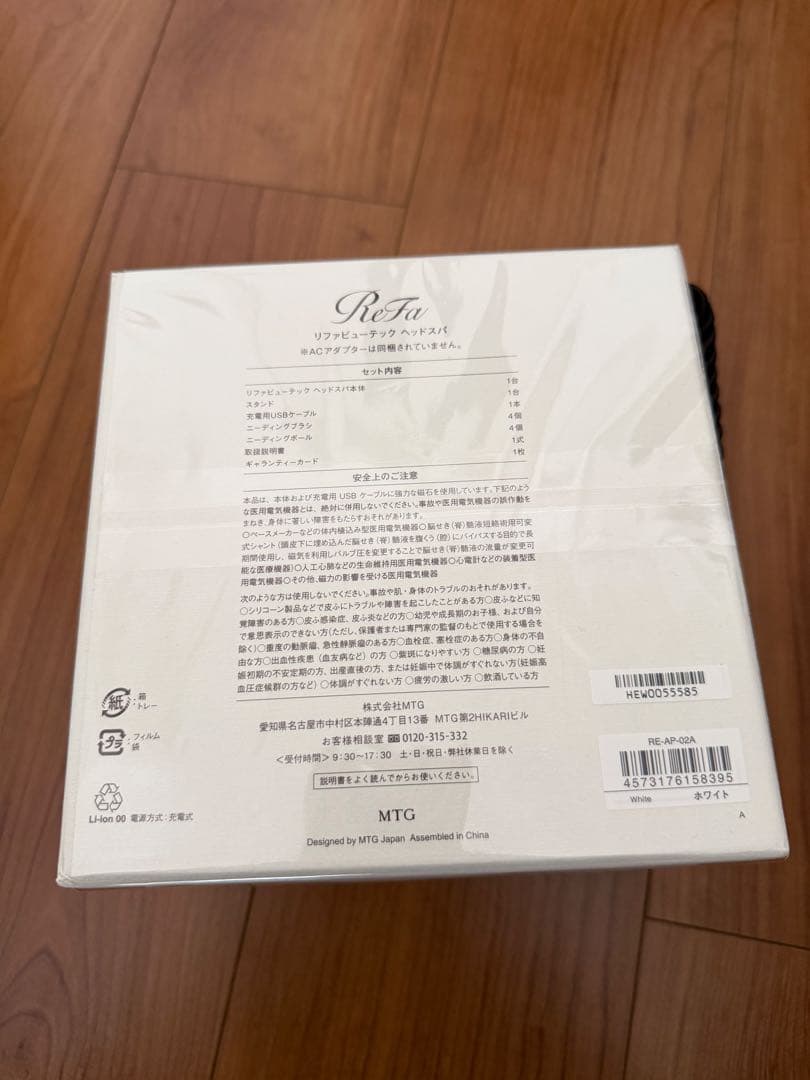 ReFa
リファビューテック ヘッドスパ
※ACアダプターは同梱されていません。
セット内容
リファビューテック ヘッドスパ本体 1台
スタンド 1台
充電用USBケーブル 1本
ニーディングブラシ 4個
ニーディングポール 4個
取扱説明書 1式
ギャランティーカード 1枚
安全上のご注意
本品は、本体および充電用 USB ケーブルに強力な磁石を使用しています。下記のよう
な医用電気機器とは、絶対に併用しないでください。事故や医用電気機器の誤作動を
まねき、身体に著しい障害をもたらすおそれがあります。
○ペースメーカーなどの体内植込み型医用電気機器○脳せき（脊）髄液短絡術用可変
式シャント（頭皮下に埋め込んだ脳せき（脊）髄液を腹くう（腔）にバイパスする目的で長
期間使用し、磁気を利用しバルブ圧を変更することで脳せき（脊）髄液の流量が変更可
能な医療機器）○人工心肺などの生命維持用医用電気機器○心電計などの装着型医
用電気機器○その他、磁力の影響を受ける医用電気機器
次のような方は使用しないでください。事故や肌・身体のトラブルのおそれがあります。
○シリコーン製品などで皮ふにトラブルや障害を起こしたことがある方○皮ふなどに知
覚障害のある方○皮ふ感染症、皮ふ炎などの方○幼児や成長期のお子様、および自分
で意思表示のできない方（ただし、保護者または専門家の監督のもとで使用する場合を
除く）○重度の動脈瘤、急性静脈瘤のある方○血栓症、塞栓症のある方○身体の不自
由な方○出血性疾患（血友病など）の方○紫斑になりやすい方○糖尿病の方○妊
娠初期の不安定期の方、出産直後の方、または妊娠中で体調がすぐれない方（妊娠高
血圧症候群の方など）○体調がすぐれない方○疲労の激しい方○飲酒している方
株式会社MTG
愛知県名古屋市中村区本陣通4丁目13番 MTG第2HIKARIビル
お客様相談室 0120-315-332
＜受付時間＞9:30〜17:30 土・日・祝日・弊社休業日を除く
説明書をよく読んでからお使いください。
MTG
Designed by MTG Japan Assembled in China
紙 :箱
トレー
プラ :フィルム
袋
Li-ion 00 電源方式:充電式
HEW0055585
RE-AP-02A
4573176158395
White ホワイト
A